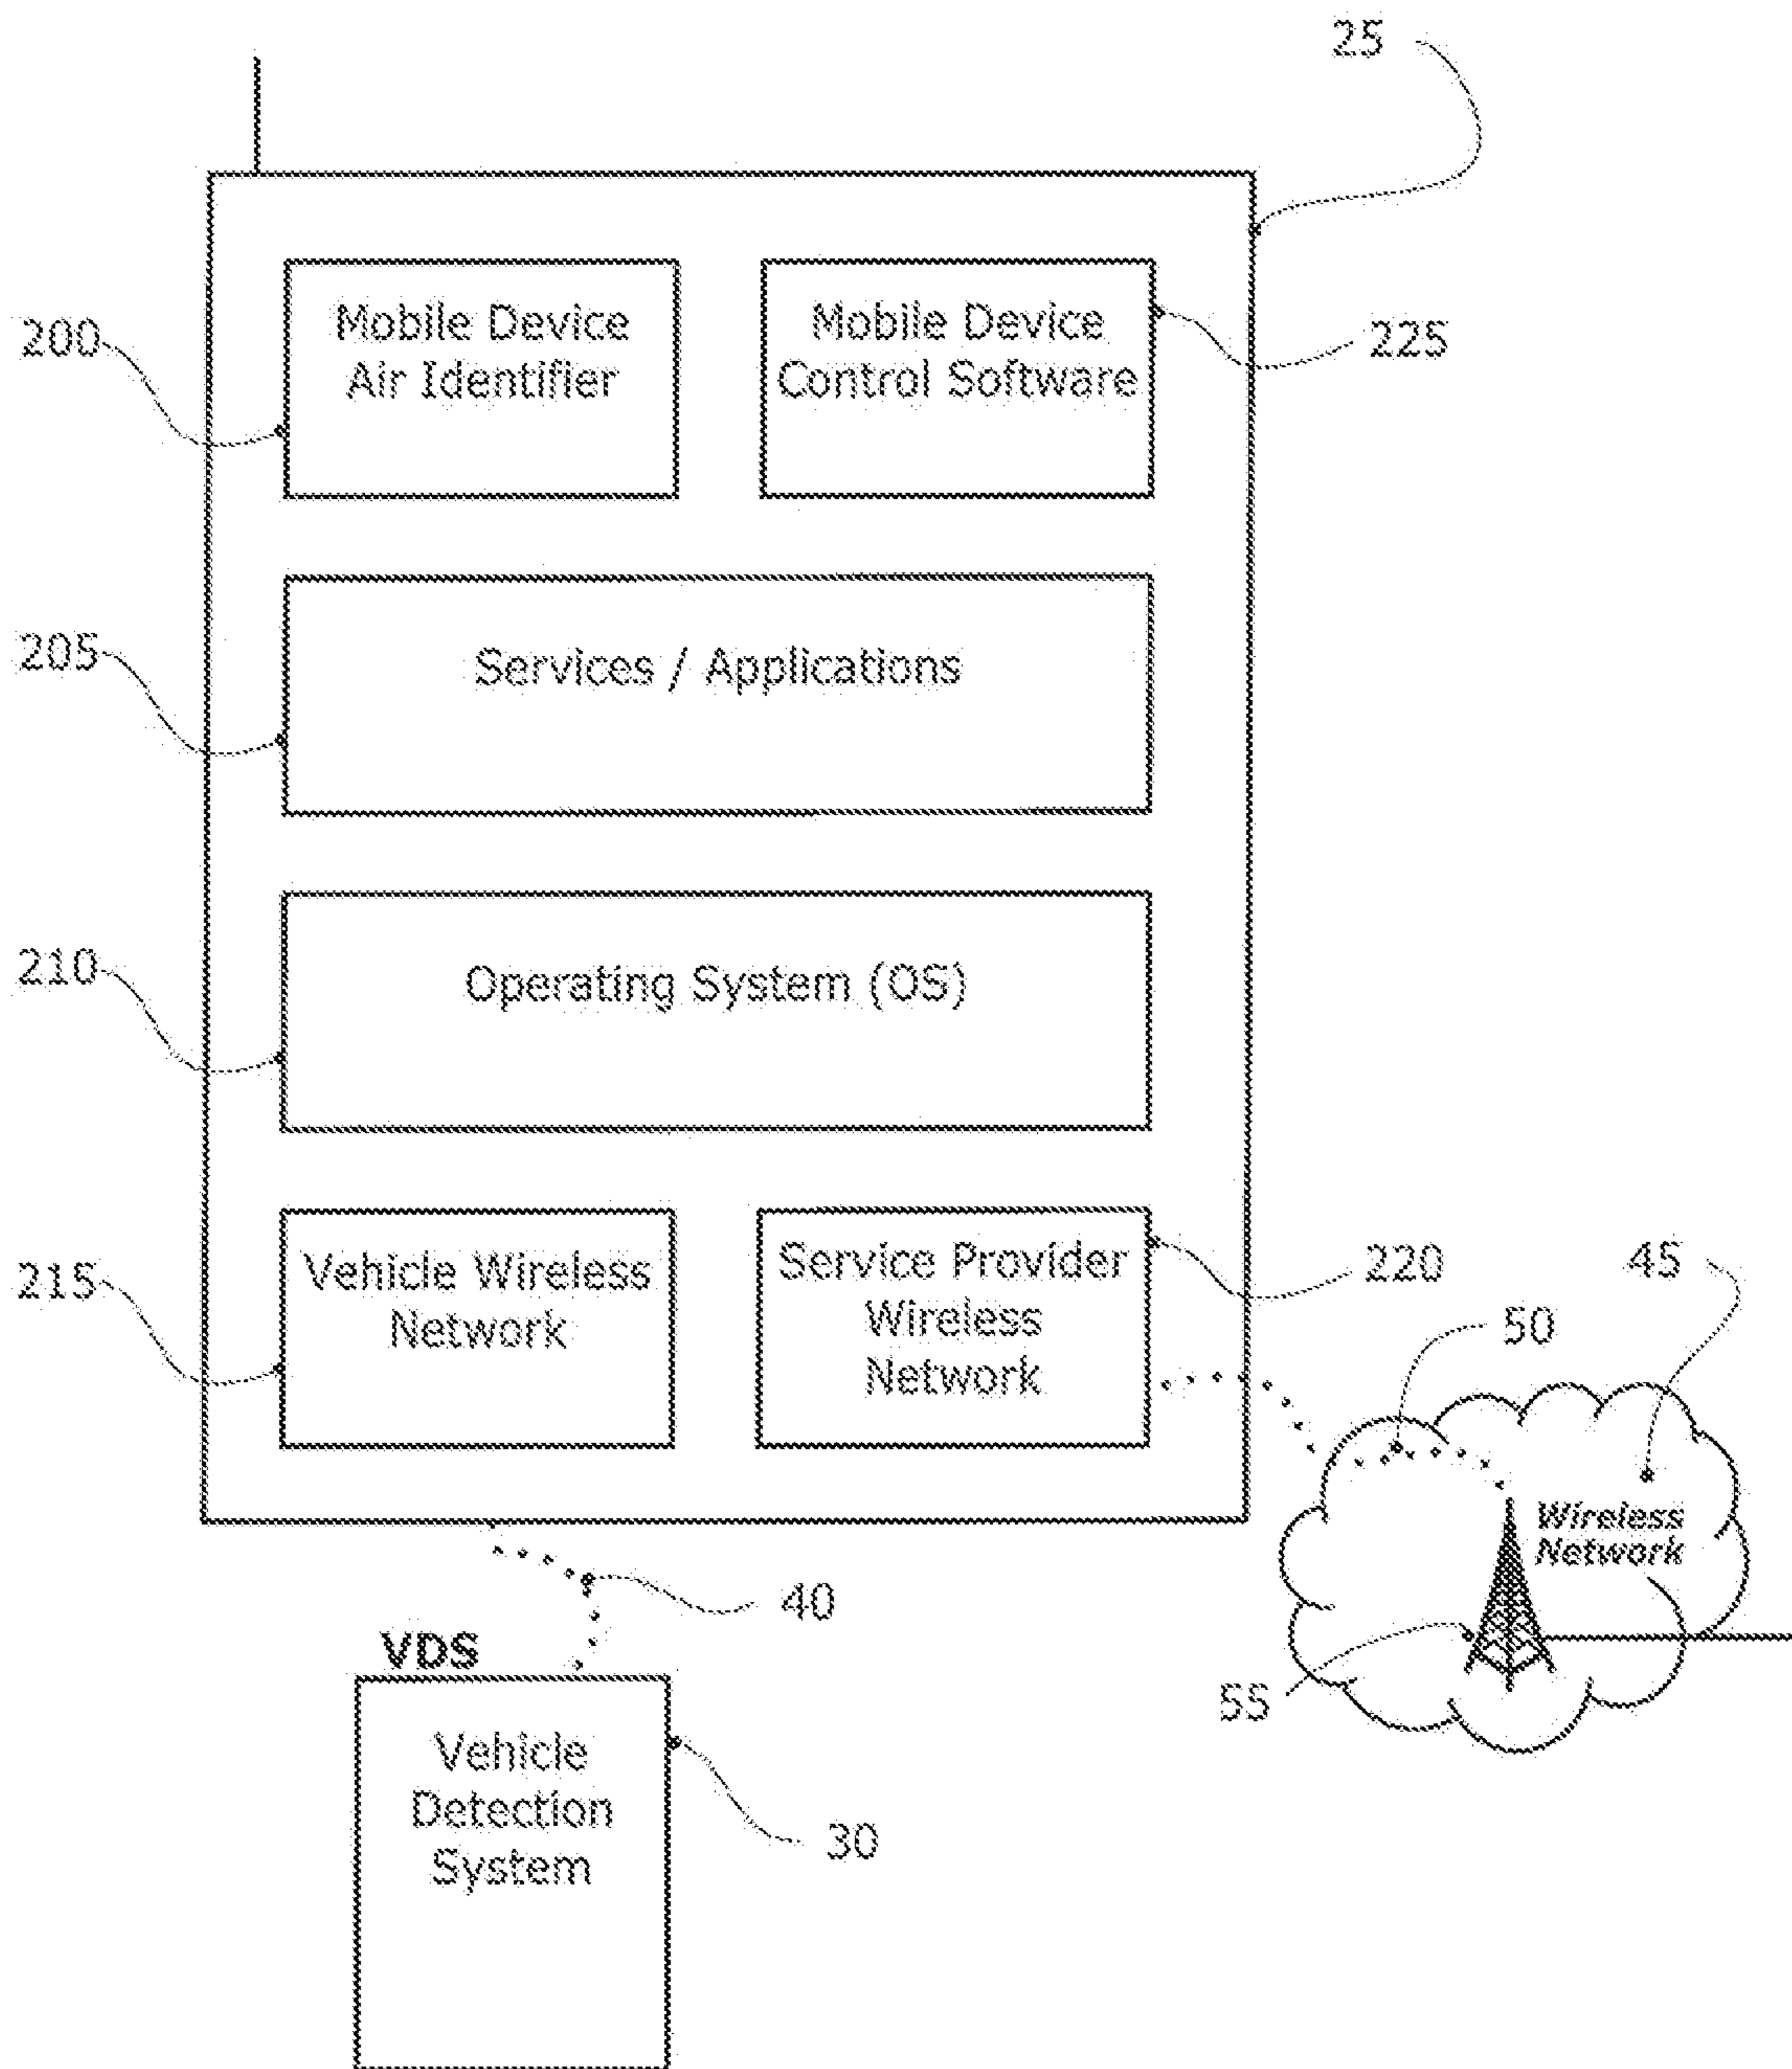 25
Mobile Device
Air Identifier
Mobile Device
Control Software
200
225
Services / Applications
205
Operating System (OS)
210
Vehicle Wireless
Network
Service Provider
Wireless
Network
215
220
45
50
Wireless
Network
40
VDS
55
Vehicle
Detection
System
30